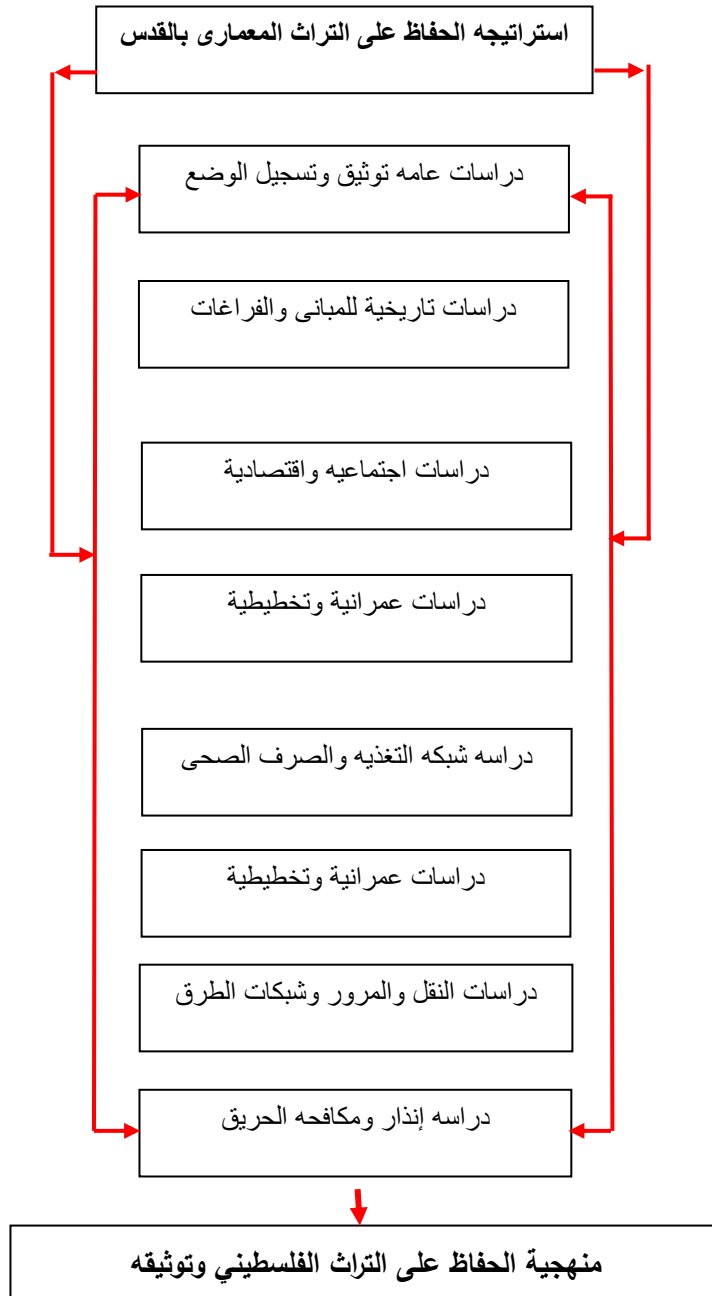 استراتيجه الحفاظ على التراث المعمارى بالقدس
دراسات عامه توثيق وتسجيل الوضع
دراسات تاريخية للمبانى والفراغات
دراسات اجتماعيه واقتصادية
دراسات عمرانية وتخطيطية
دراسه شبكه التغذيه والصرف الصحى
دراسات عمرانية وتخطيطية
دراسات النقل والمرور وشبكات الطرق
دراسه إنذار ومكافحه الحريق
منهجية الحفاظ على التراث الفلسطيني وتوثيقه